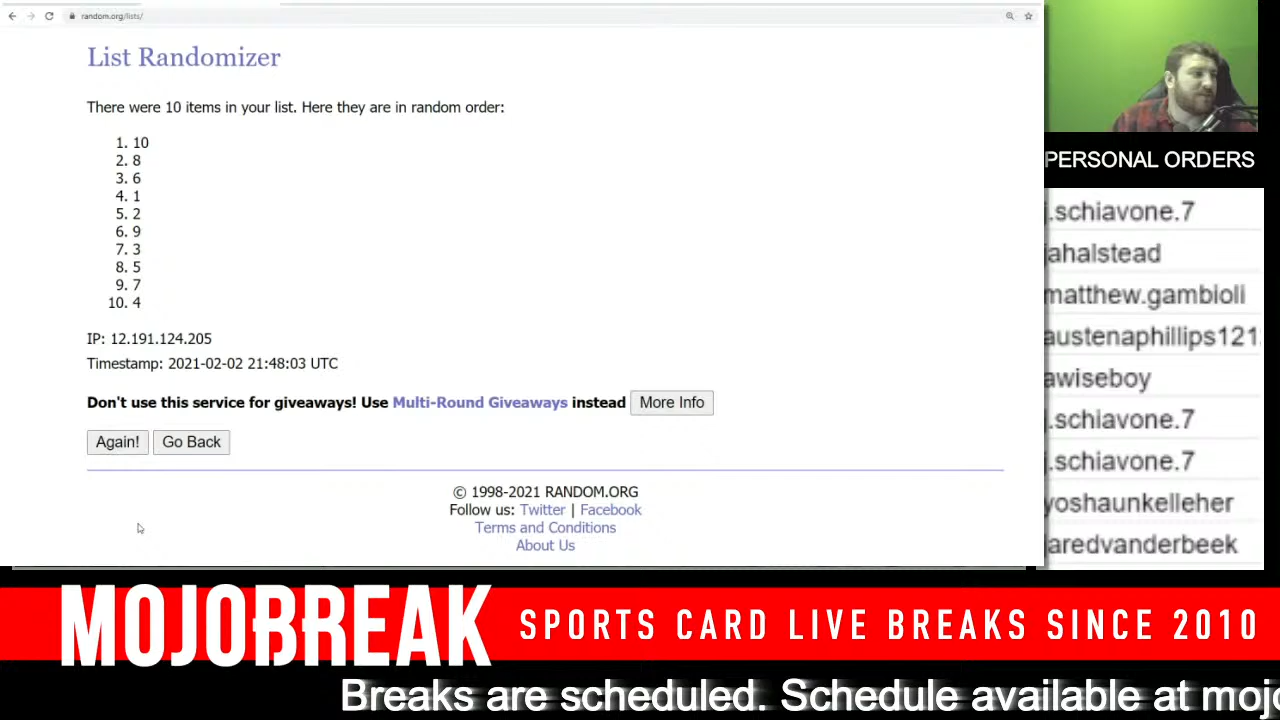 random.org/lists/
List Randomizer
There were 10 items in your list. Here they are in random order:
1. 10
2. 8
3. 6
4. 1
5. 2
6. 9
7. 3
8. 5
9. 7
10. 4
IP: 12.191.124.205
Timestamp: 2021-02-02 21:48:03 UTC
Don't use this service for giveaways! Use Multi-Round Giveaways instead More Info
Again! Go Back
© 1998-2021 RANDOM.ORG
Follow us: Twitter | Facebook
Terms and Conditions
About Us
PERSONAL ORDERS
j.schiavone.7
jahalstead
matthew.gambioli
austenaphillips121
awiseboy
j.schiavone.7
j.schiavone.7
yoshaunkelleher
jaredvanderbeek
MOJOBREAK
SPORTS CARD LIVE BREAKS SINCE 2010
Breaks are scheduled. Schedule available at mojo